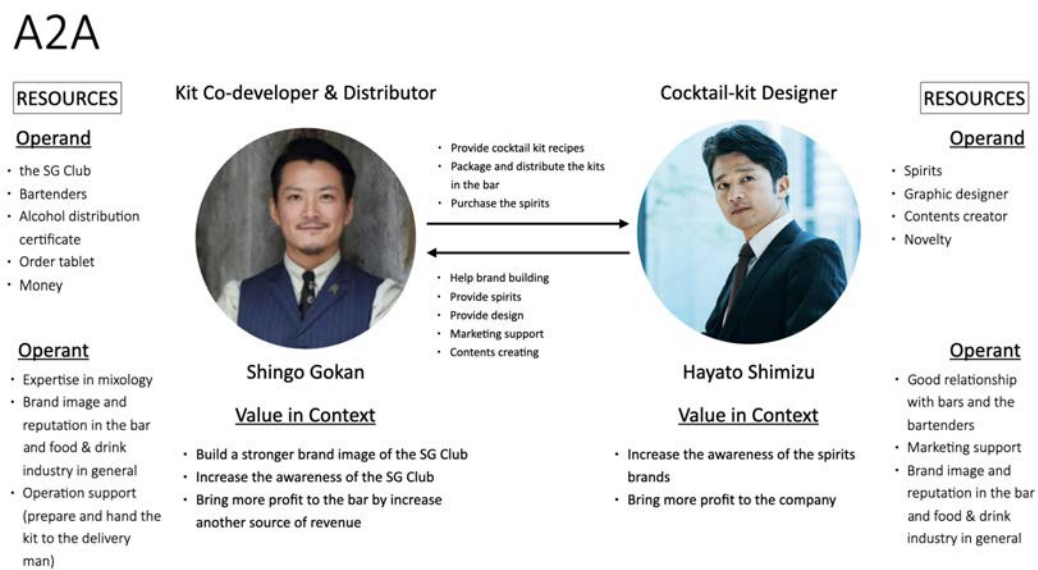 A2A
RESOURCES
Operand
· the SG Club
· Bartenders
· Alcohol distribution
certificate
· Order tablet
· Money
Operant
· Expertise in mixology
· Brand image and
reputation in the bar
and food & drink
industry in general
· Operation support
(prepare and hand the
kit to the delivery
man)
Kit Co-developer & Distributor
Shingo Gokan
Value in Context
· Build a stronger brand image of the SG Club
· Increase the awareness of the SG Club
· Bring more profit to the bar by increase
another source of revenue
· Provide cocktail kit recipes
· Package and distribute the kits
in the bar
· Purchase the spirits
· Help brand building
· Provide spirits
· Provide design
· Marketing support
· Contents creating
Cocktail-kit Designer
Hayato Shimizu
Value in Context
· Increase the awareness of the spirits
brands
· Bring more profit to the company
RESOURCES
Operand
· Spirits
· Graphic designer
· Contents creator
· Novelty
Operant
· Good relationship
with bars and the
bartenders
· Marketing support
· Brand image and
reputation in the bar
and food & drink
industry in general